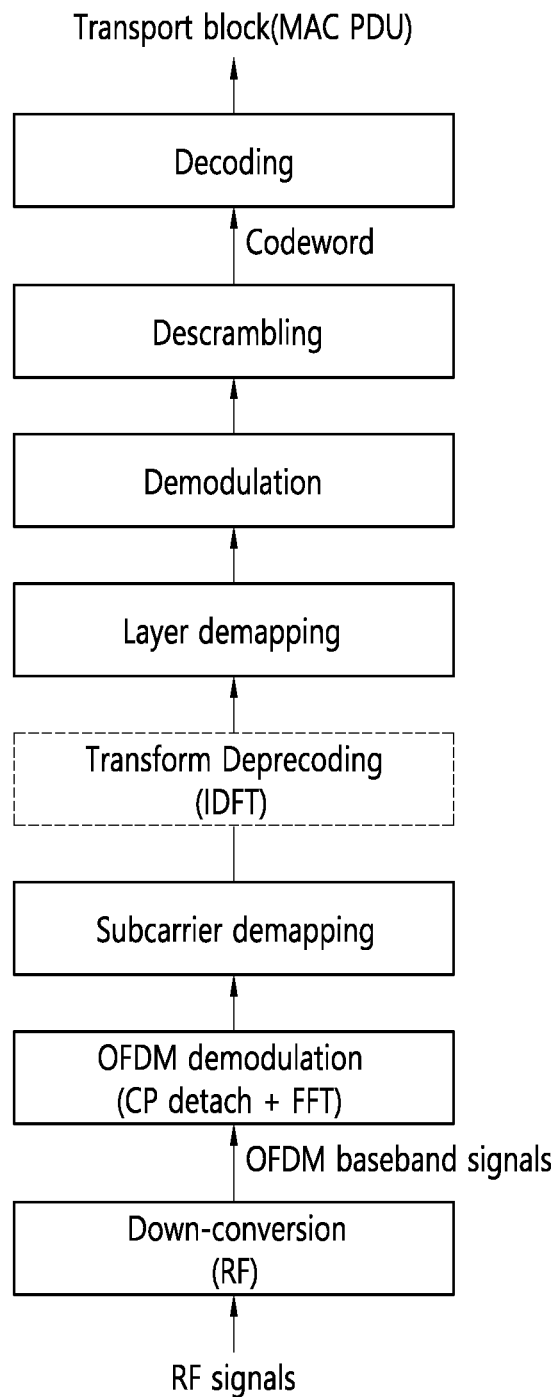 Transport block(MAC PDU)
Decoding
Codeword
Descrambling
Demodulation
Layer demapping
Transform Deprecoding
(IDFT)
Subcarrier demapping
OFDM demodulation
(CP detach + FFT)
OFDM baseband signals
Down-conversion
(RF)
RF signals